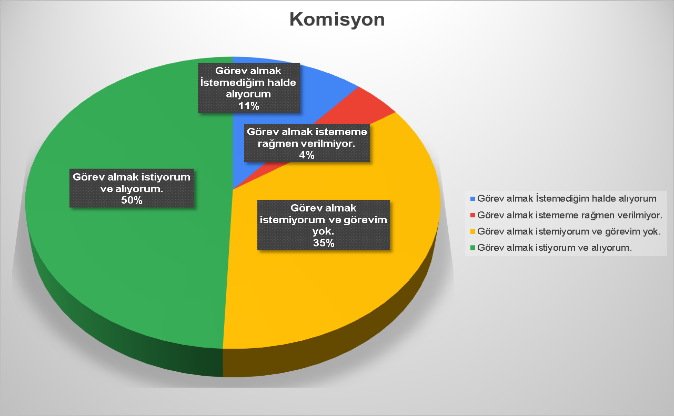 Komisyon
Görev almak
İstemediğim halde
alıyorum
11%
Görev almak istememe
rağmen verilmiyor.
4%
Görev almak istiyorum
ve alıyorum.
50%
Görev almak
istemiyorum ve görevim
yok.
35%
Görev almak İstemediğim halde alıyorum
Görev almak istememe rağmen verilmiyor.
Görev almak istemiyorum ve görevim yok.
Görev almak istiyorum ve alıyorum.